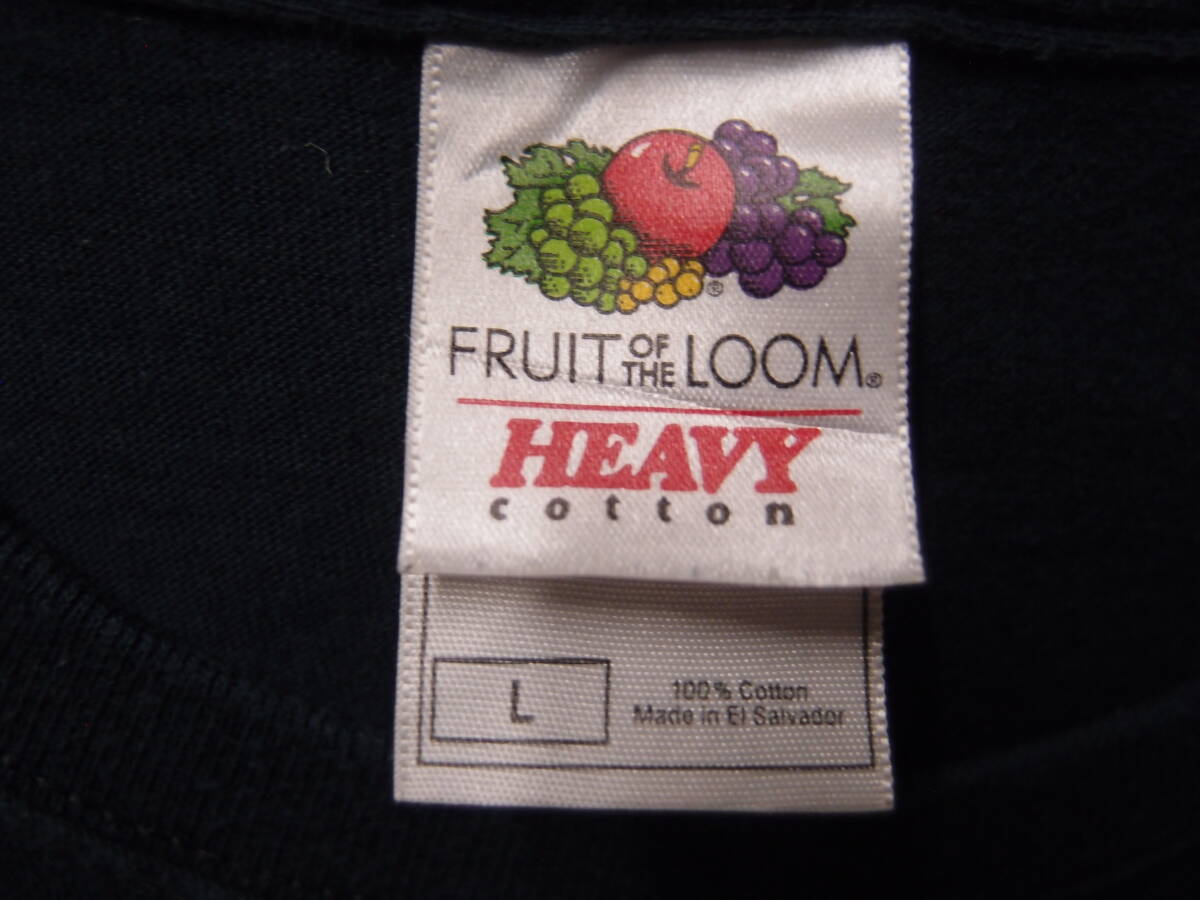 ®
FRUIT OF THE LOOM®
HEAVY
cotton
L
100% Cotton
Made in El Salvador